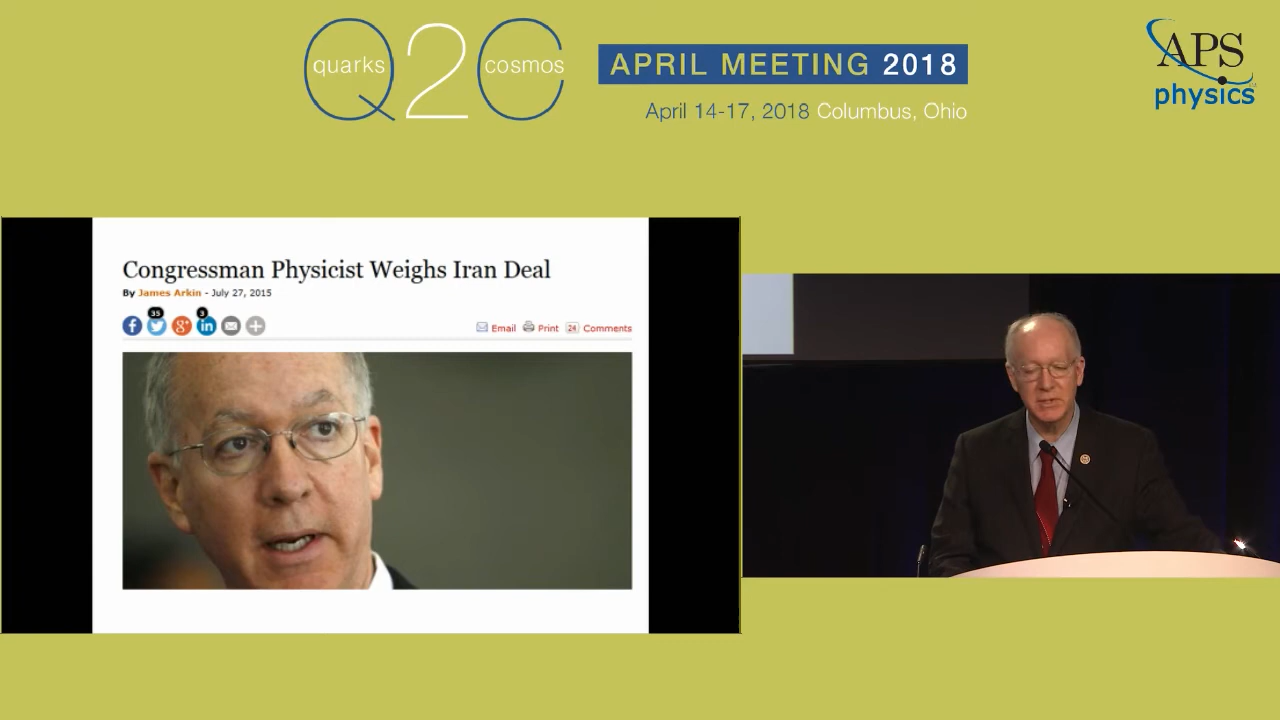 quarks Q2C cosmos
APRIL MEETING 2018
April 14-17, 2018 Columbus, Ohio
APS
physics
Congressman Physicist Weighs Iran Deal
By James Arkin - July 27, 2015
35
3
Email Print 24 Comments